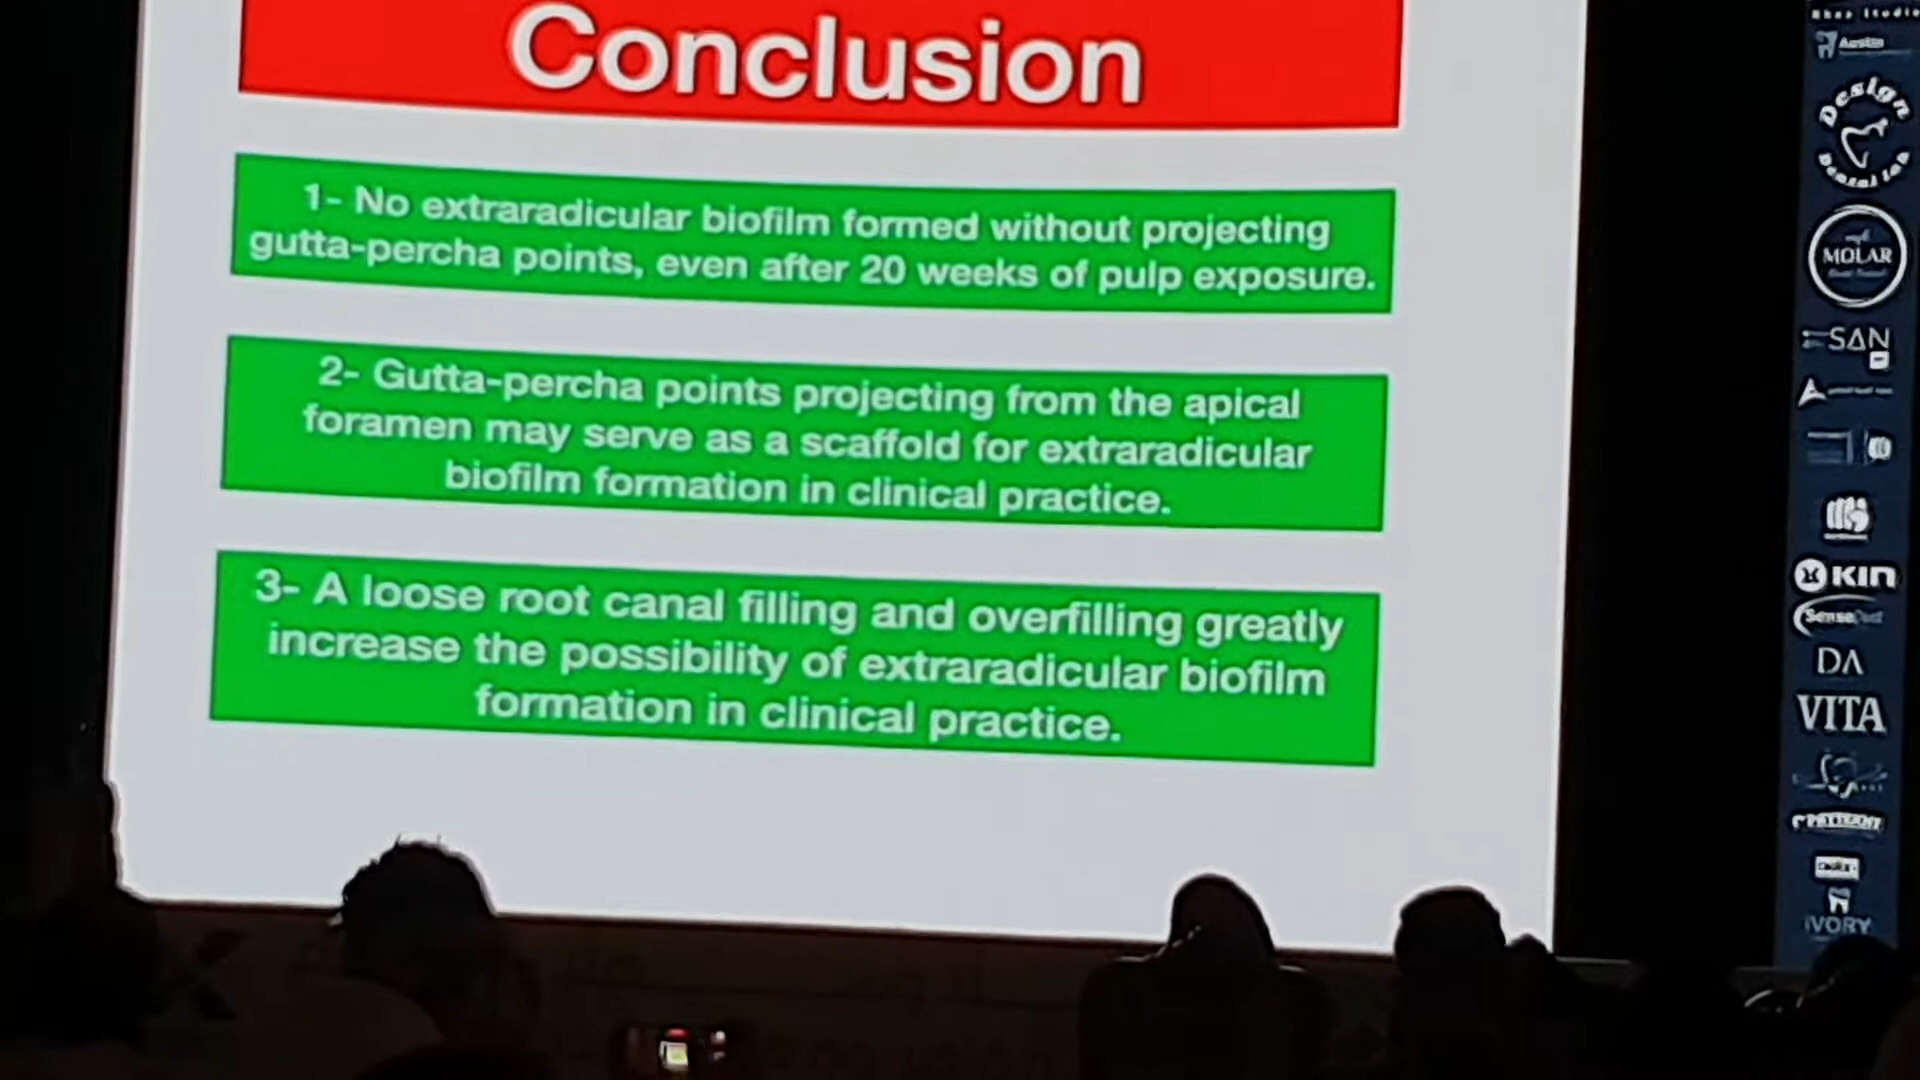 Conclusion
1- No extraradicular biofilm formed without projecting
gutta-percha points, even after 20 weeks of pulp exposure.
2- Gutta-percha points projecting from the apical
foramen may serve as a scaffold for extraradicular
biofilm formation in clinical practice.
3- A loose root canal filling and overfilling greatly
increase the possibility of extraradicular biofilm
formation in clinical practice.
Austin
Design
Dental Lab
MOLAR
SAN
KIN
Sense
DA
VITA
IVORY